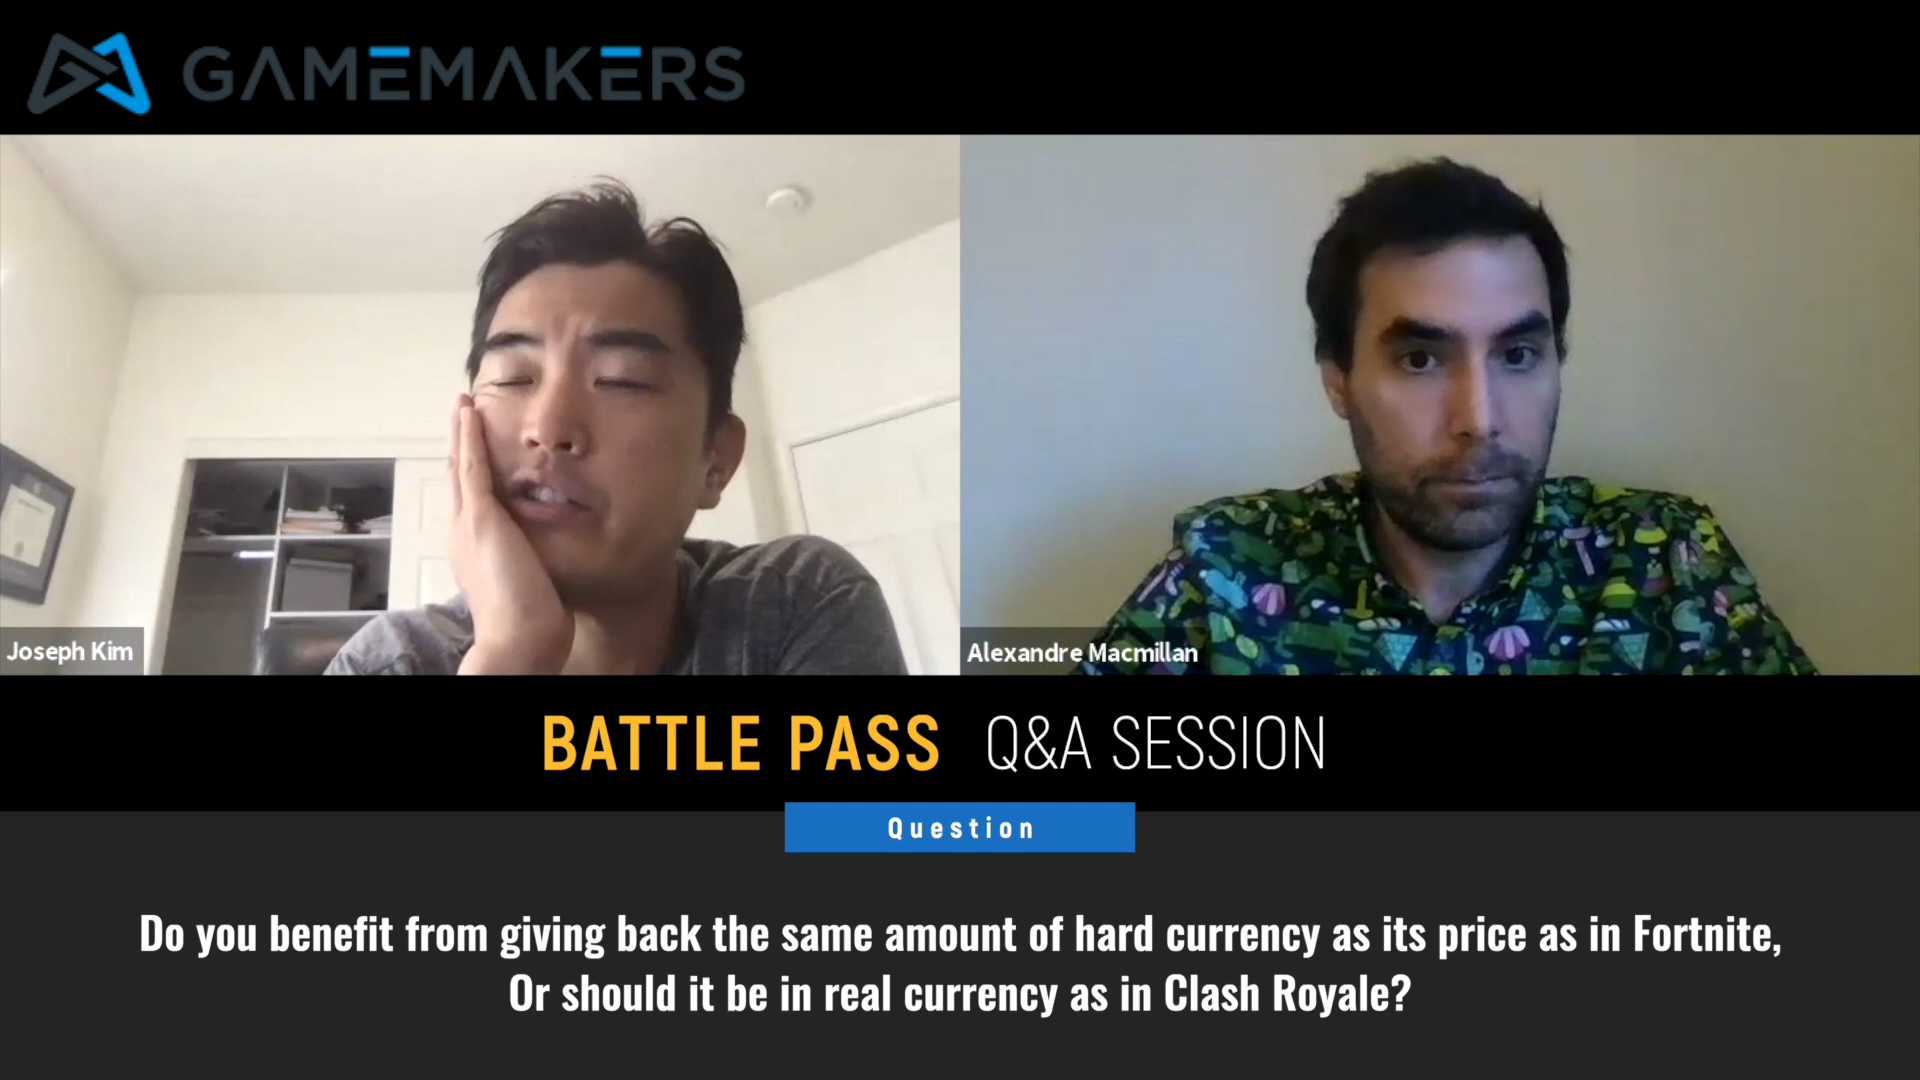 GAMEMAKERS
Joseph Kim
Alexandre Macmillan
BATTLE PASS Q&A SESSION
Question
Do you benefit from giving back the same amount of hard currency as its price as in Fortnite,
Or should it be in real currency as in Clash Royale?